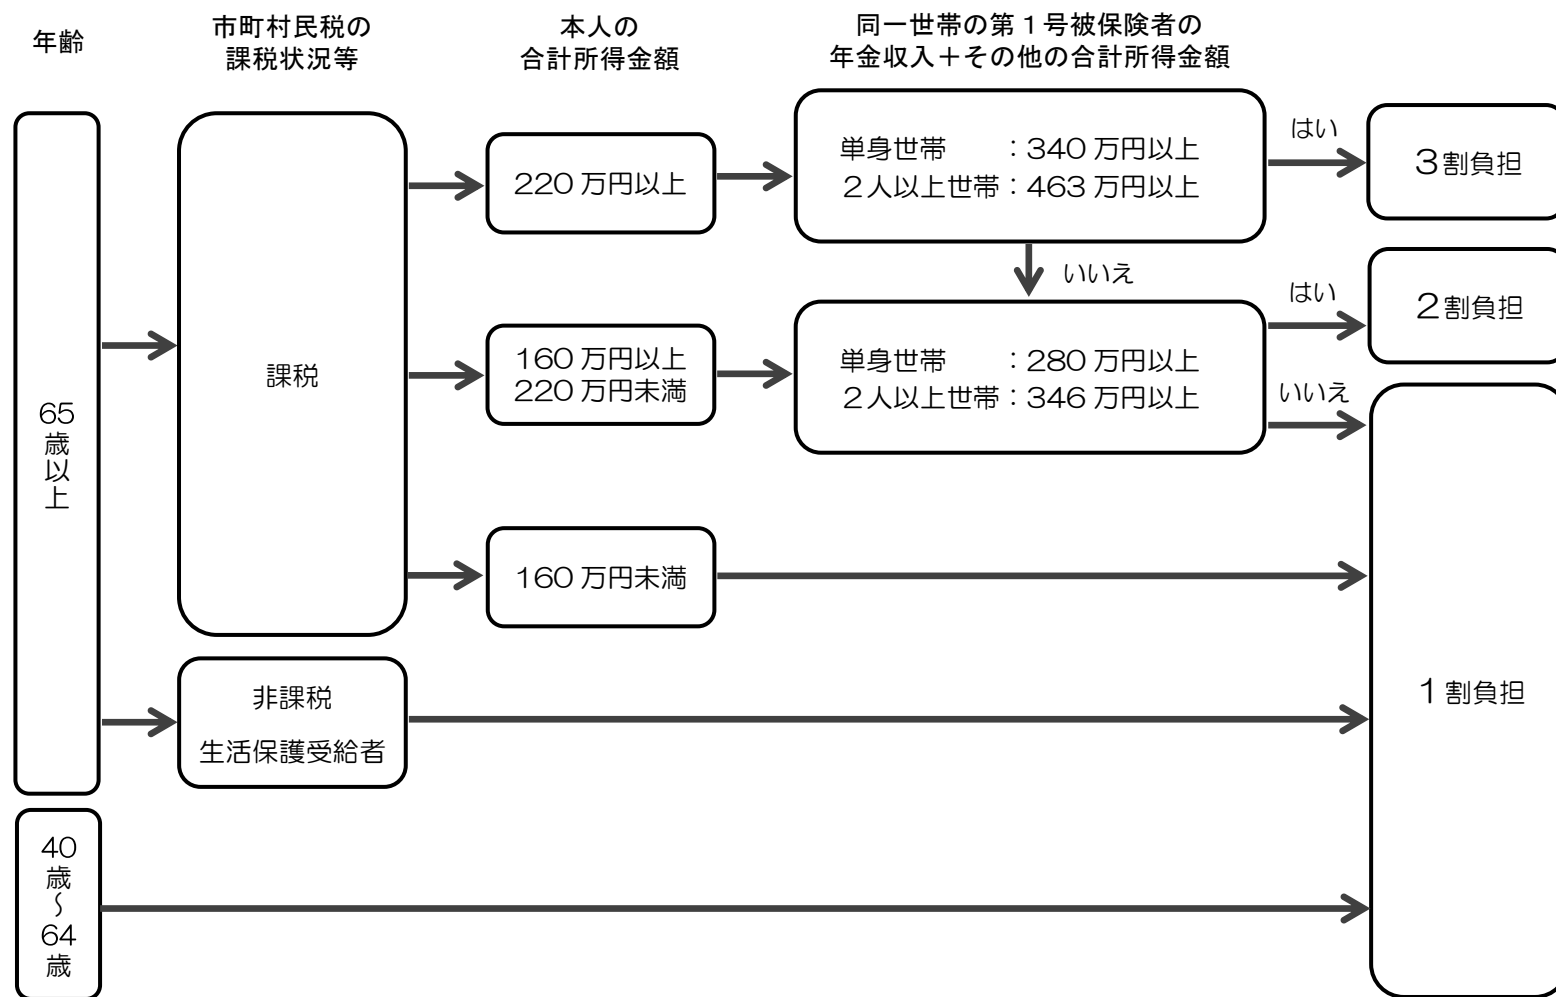 年齢
市町村民税の
課税状況等
本人の
合計所得金額
同一世帯の第１号被保険者の
年金収入＋その他の合計所得金額
65歳以上
課税
220万円以上
単身世帯　　：340万円以上
２人以上世帯：463万円以上
はい
３割負担
いいえ
160万円以上
220万円未満
単身世帯　　：280万円以上
２人以上世帯：346万円以上
はい
２割負担
いいえ
160万円未満
１割負担
非課税
生活保護受給者
40歳～64歳